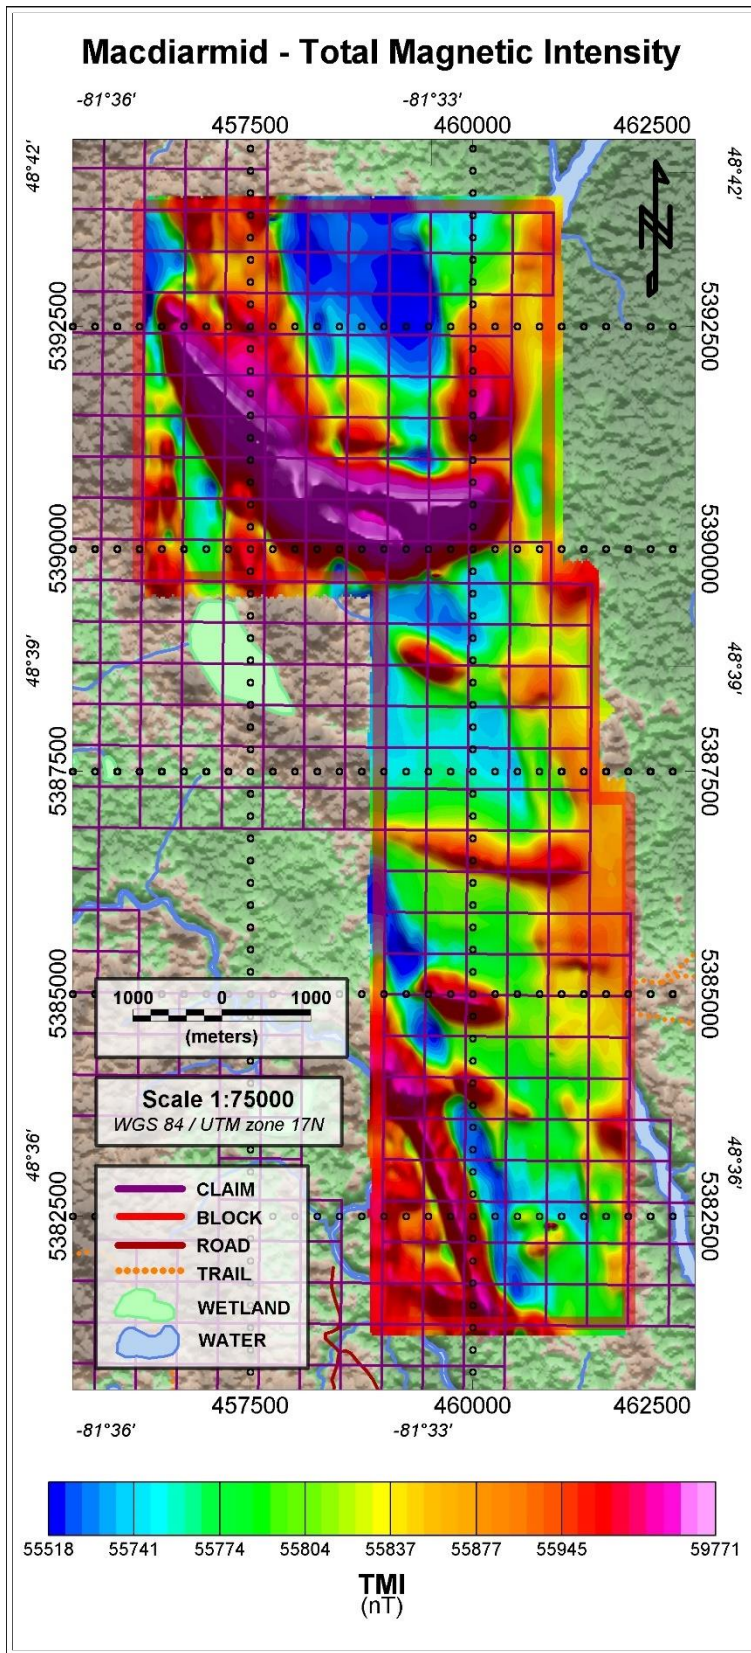 Macdiarmid - Total Magnetic Intensity
-81°36' -81°33'
457500 460000 462500
48°42' 48°42'
5392500 5392500
5390000 5390000
48°39' 48°39'
5387500 5387500
5385000 5385000
1000 0 1000
(meters)
Scale 1:75000
WGS 84 / UTM zone 17N
48°36' 48°36'
5382500 5382500
CLAIM
BLOCK
ROAD
TRAIL
WETLAND
WATER
457500 460000 462500
-81°36' -81°33'
55518 55741 55774 55804 55837 55877 55945 59771
TMI
(nT)